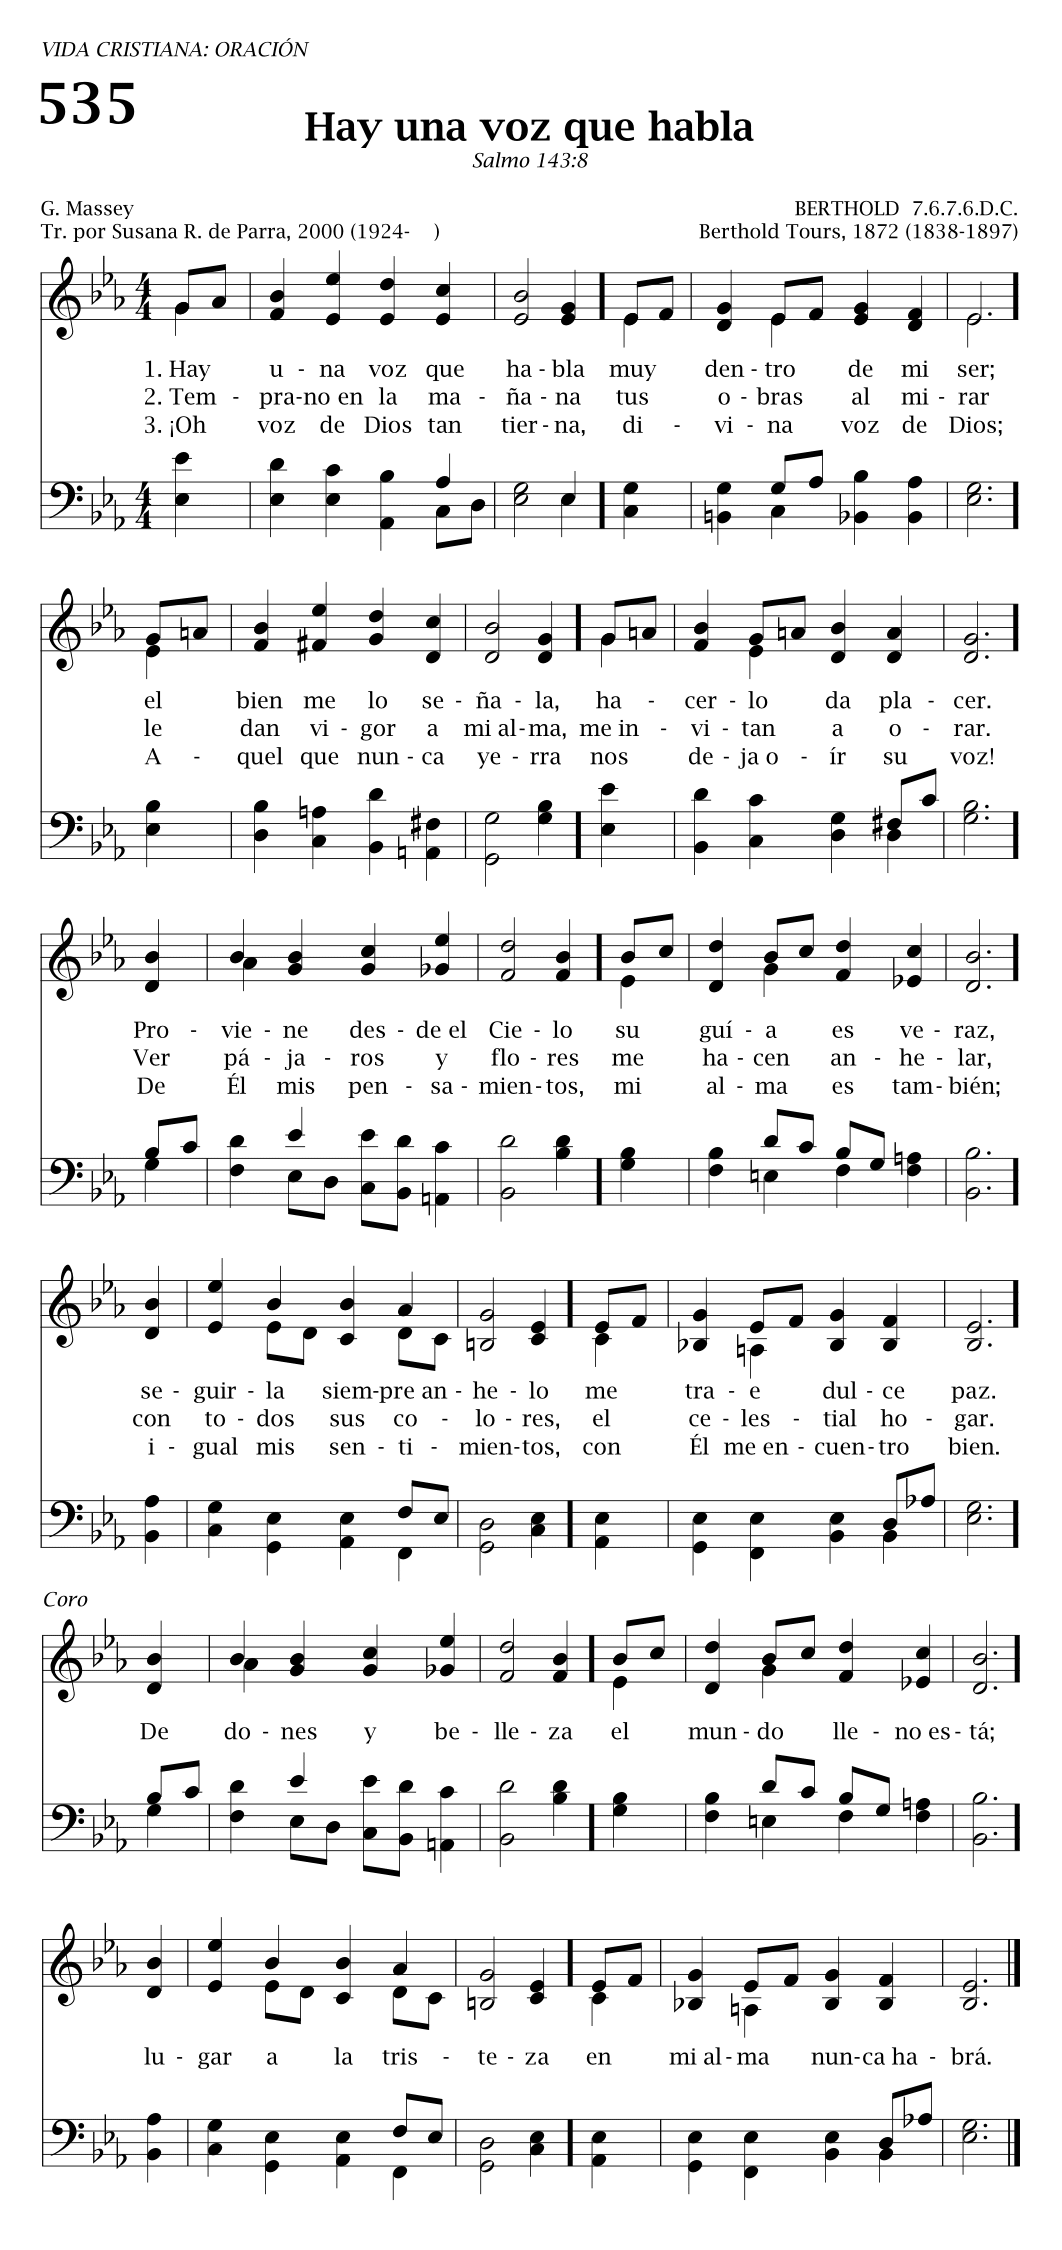 VIDA CRISTIANA: ORACIÓN
535
Hay una voz que habla
Salmo 143:8
G. Massey
BERTHOLD 7.6.7.6.D.C.
Tr. por Susana R. de Parra, 2000 (1924-    )
Berthold Tours, 1872 (1838-1897)
1. Hay u - na voz que ha - bla muy den - tro de mi ser;
2. Tem - pra-no en la ma - ña - na tus o - bras al mi - rar
3. ¡Oh voz de Dios tan tier - na, di - vi - na voz de Dios;
el bien me lo se - ña - la, ha - cer - lo da pla - cer.
le dan vi - gor a mi al-ma, me in - vi - tan a o - rar.
A - quel que nun - ca ye - rra nos de - ja o - ír su voz!
Pro - vie - ne des - de el Cie - lo su guí - a es ve - raz,
Ver pá - ja - ros y flo - res me ha - cen an - he - lar,
De Él mis pen - sa - mien - tos, mi al - ma es tam - bién;
se - guir - la siem-pre an - he - lo me tra - e dul - ce paz.
con to - dos sus co - lo - res, el ce - les - tial ho - gar.
i - gual mis sen - ti - mien-tos, con Él me en - cuen-tro bien.
Coro
De do - nes y be - lle - za el mun - do lle - no es - tá;
lu - gar a la tris - te - za en mi al-ma nun-ca ha - brá.